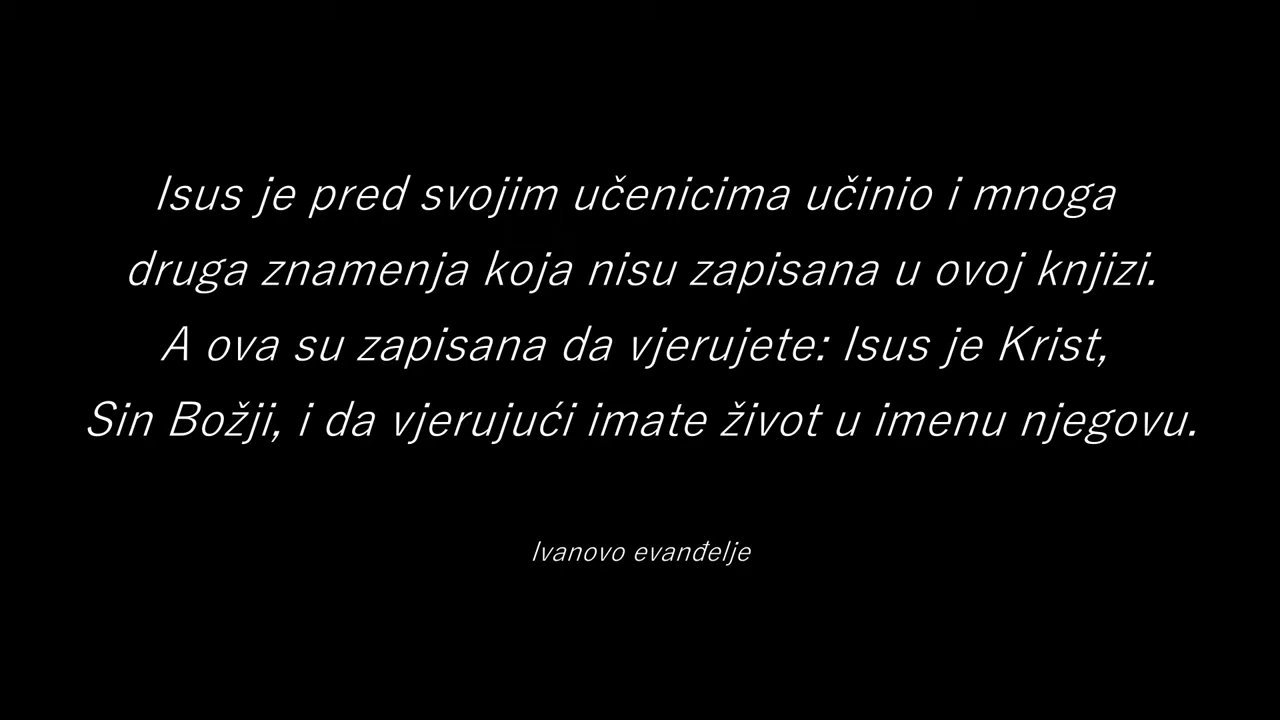 Isus je pred svojim učenicima učinio i mnoga
druga znamenja koja nisu zapisana u ovoj knjizi.
A ova su zapisana da vjerujete: Isus je Krist,
Sin Božji, i da vjerujući imate život u imenu njegovu.
Ivanovo evanđelje